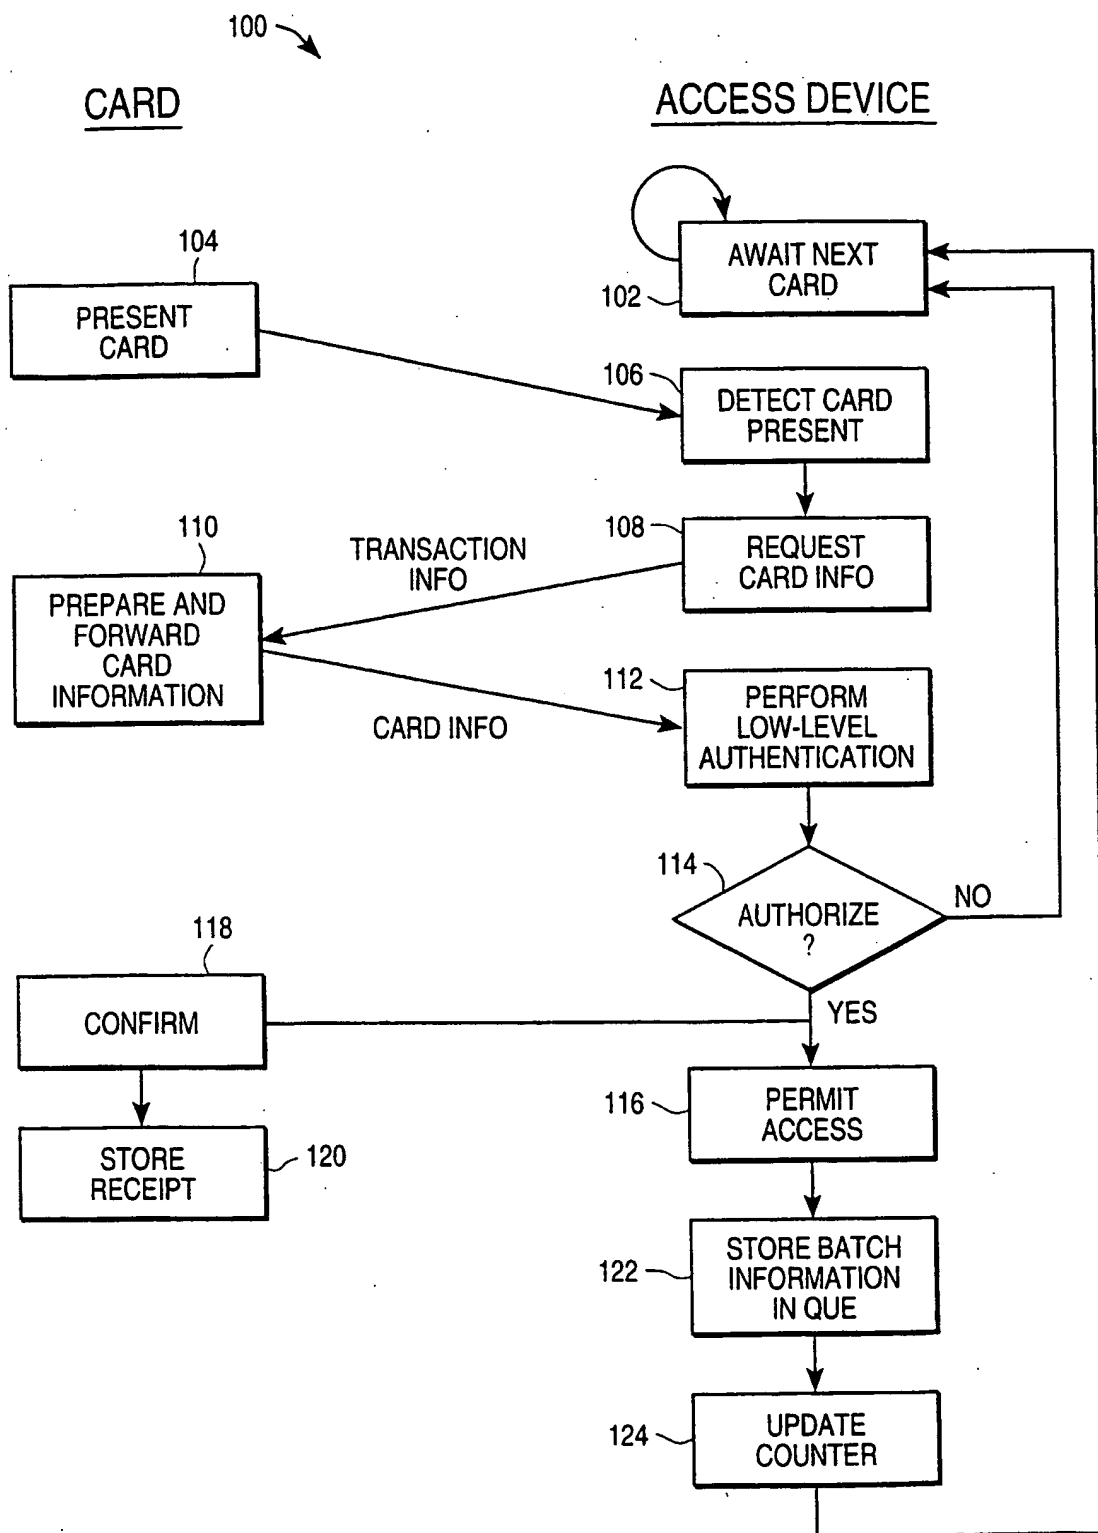 100
CARD
ACCESS DEVICE
104
PRESENT
CARD
AWAIT NEXT
CARD
102
106
DETECT CARD
PRESENT
108
REQUEST
CARD INFO
TRANSACTION
INFO
110
PREPARE AND
FORWARD
CARD
INFORMATION
CARD INFO
112
PERFORM
LOW-LEVEL
AUTHENTICATION
114
AUTHORIZE
?
NO
YES
118
CONFIRM
116
PERMIT
ACCESS
STORE
RECEIPT
120
122
STORE BATCH
INFORMATION
IN QUE
124
UPDATE
COUNTER